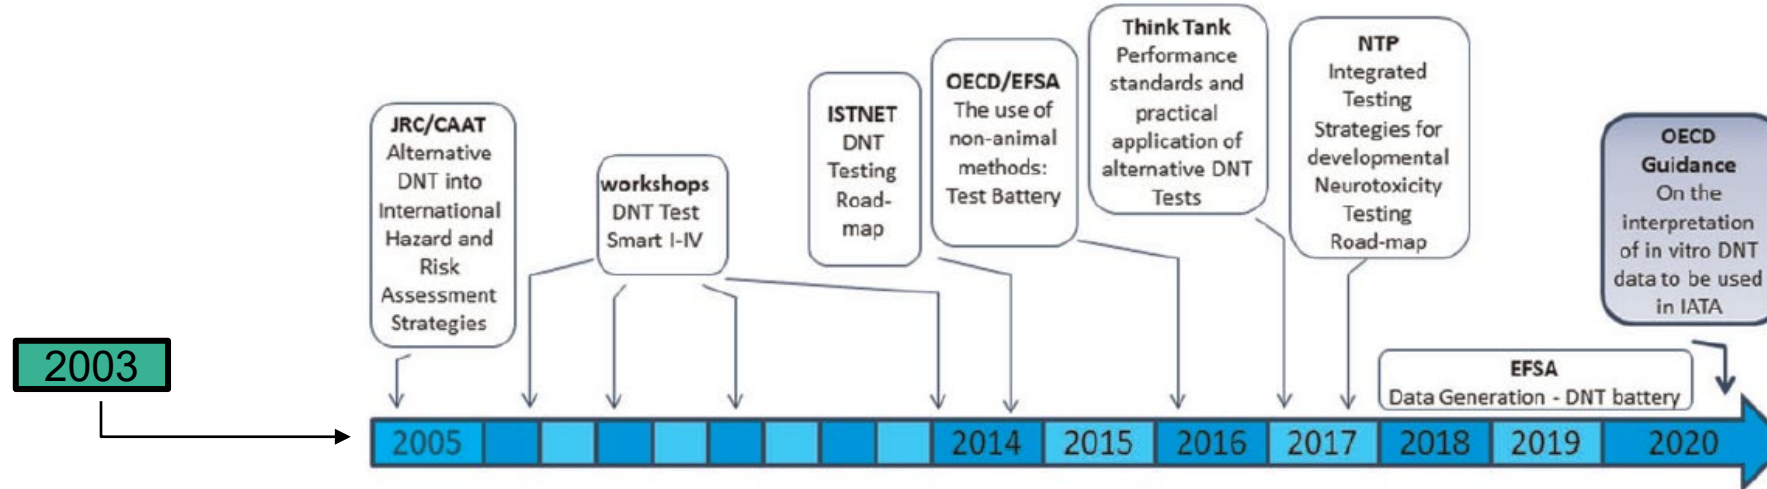 2003
JRC/CAAT
Alternative
DNT into
International
Hazard and
Risk
Assessment
Strategies
workshops
DNT Test
Smart I-IV
ISTNET
DNT
Testing
Road-
map
OECD/EFSA
The use of
non-animal
methods:
Test Battery
Think Tank
Performance
standards and
practical
application of
alternative DNT
Tests
NTP
Integrated
Testing
Strategies for
developmental
Neurotoxicity
Testing
Road-map
OECD
Guidance
On the
interpretation
of in vitro DNT
data to be used
in IATA
EFSA
Data Generation - DNT battery
2005
2014
2015
2016
2017
2018
2019
2020